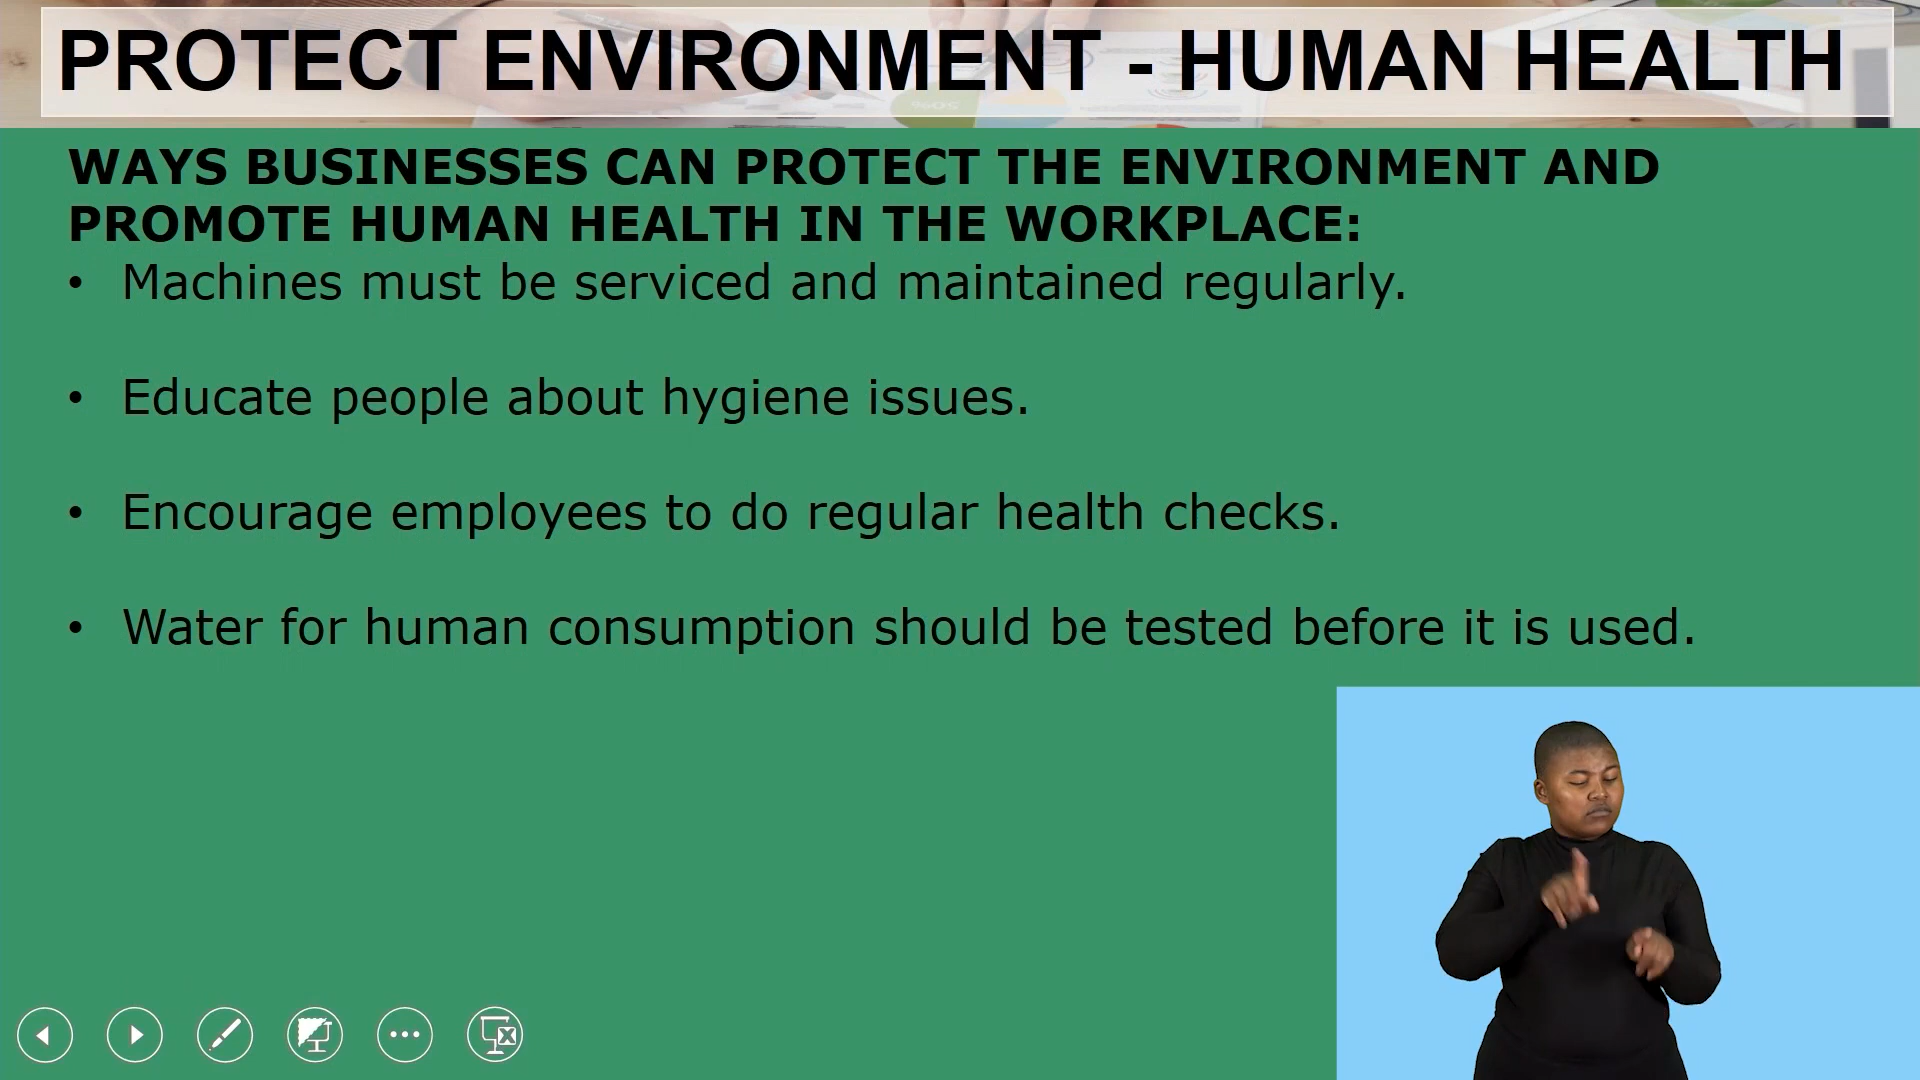 PROTECT ENVIRONMENT - HUMAN HEALTH
WAYS BUSINESSES CAN PROTECT THE ENVIRONMENT AND
PROMOTE HUMAN HEALTH IN THE WORKPLACE:
• Machines must be serviced and maintained regularly.
• Educate people about hygiene issues.
• Encourage employees to do regular health checks.
• Water for human consumption should be tested before it is used.